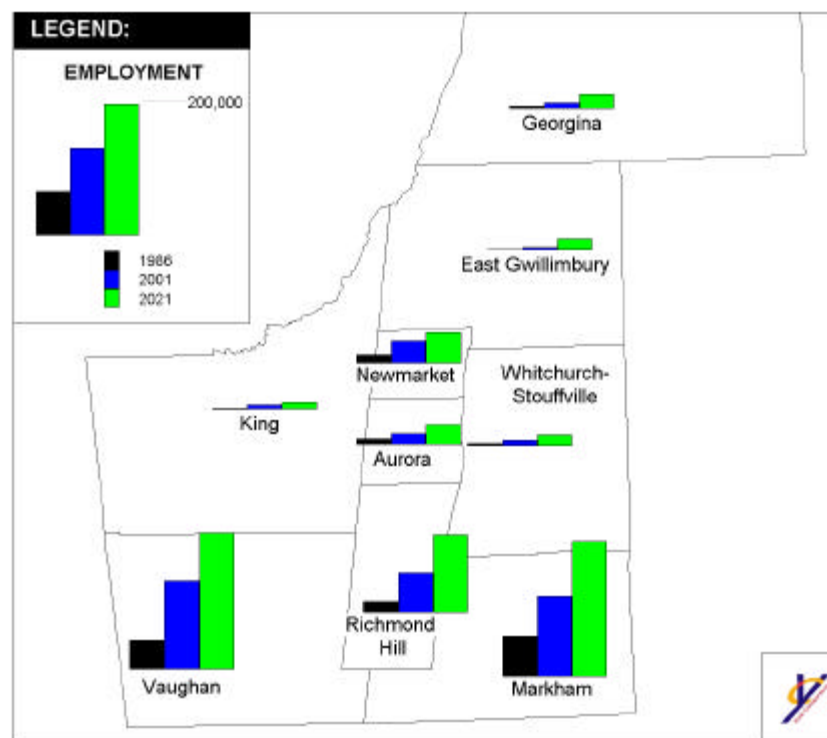 LEGEND:
EMPLOYMENT
200,000
1986
2001
2021
Georgina
East Gwillimbury
Newmarket
Whitchurch-
Stouffville
King
Aurora
Richmond
Hill
Vaughan
Markham